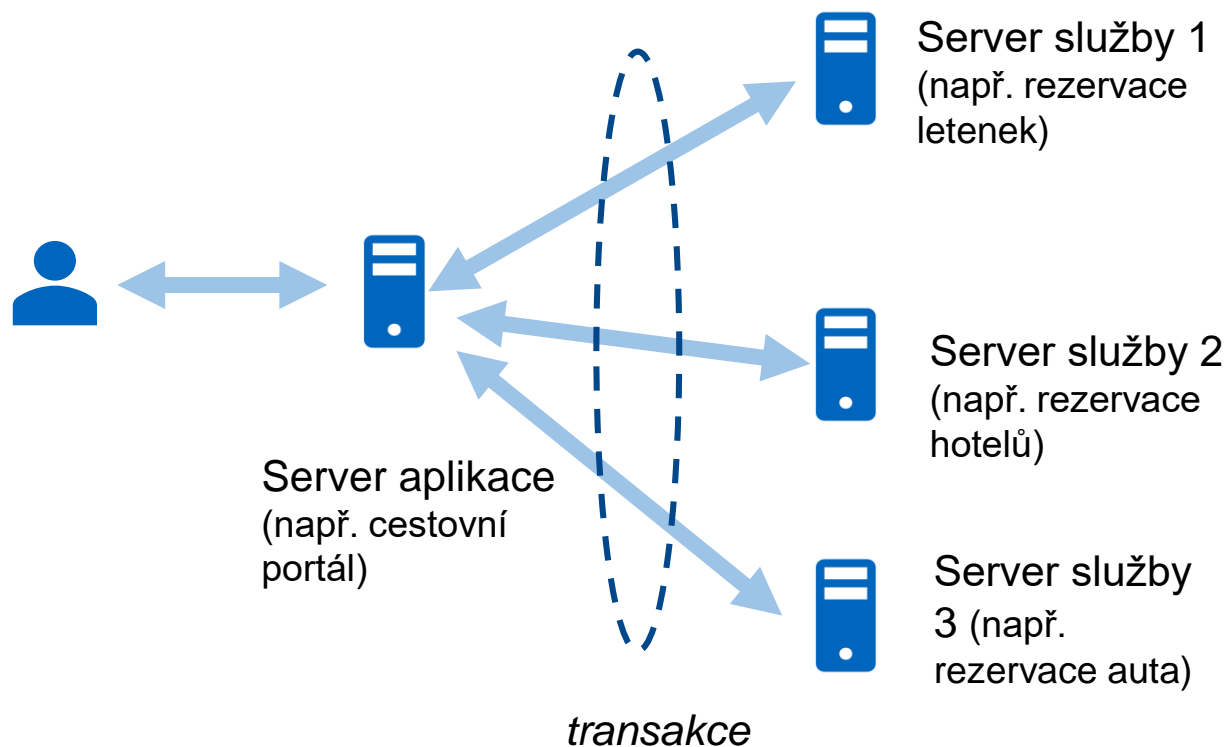 Server služby 1
(např. rezervace
letenek)
Server služby 2
(např. rezervace
hotelů)
Server aplikace
(např. cestovní
portál)
Server služby
3 (např.
rezervace auta)
transakce